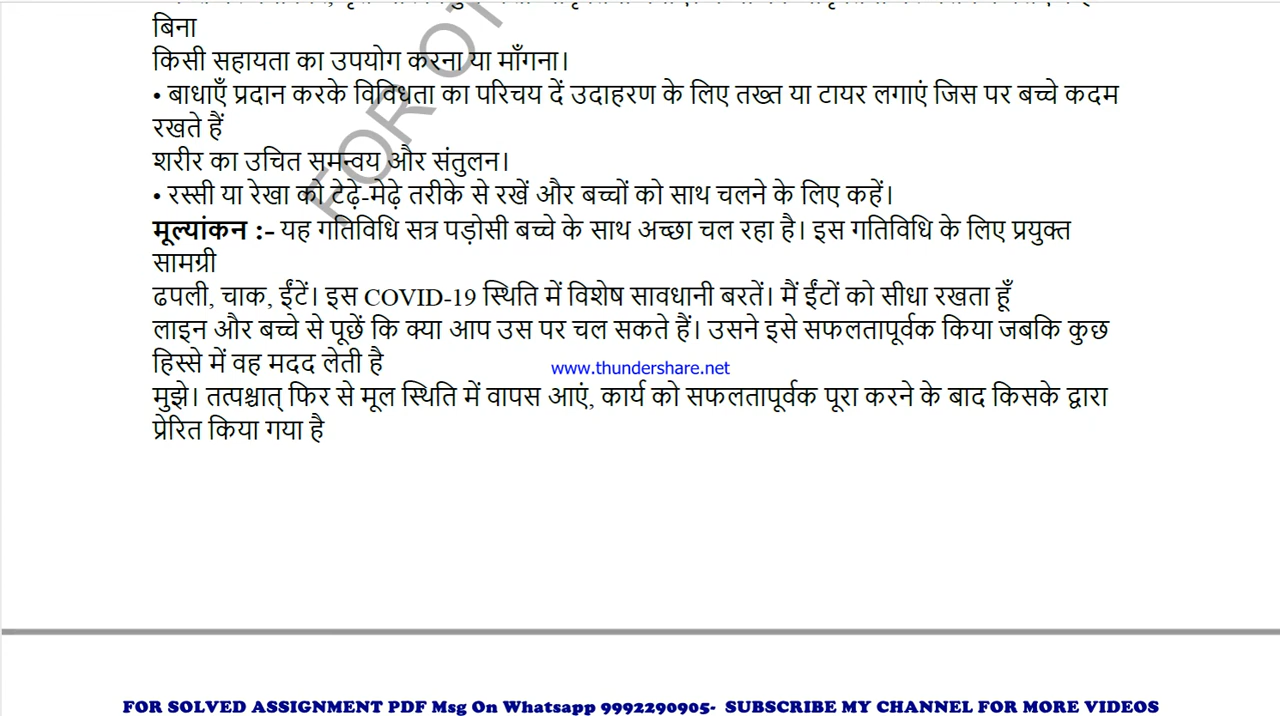 बिना
किसी सहायता का उपयोग करना या माँगना।
• बाधाएँ प्रदान करके विविधता का परिचय दें उदाहरण के लिए तख्त या टायर लगाएं जिस पर बच्चे कदम
रखते हैं
शरीर का उचित समन्वय और संतुलन।
• रस्सी या रेखा को टेढ़े-मेढ़े तरीके से रखें और बच्चों को साथ चलने के लिए कहें।
मूल्यांकन :- यह गतिविधि सत्र पड़ोसी बच्चे के साथ अच्छा चल रहा है। इस गतिविधि के लिए प्रयुक्त
सामग्री
ढपली, चाक, ईंटें। इस COVID-19 स्थिति में विशेष सावधानी बरतें। मैं ईंटों को सीधा रखता हूँ
लाइन और बच्चे से पूछें कि क्या आप उस पर चल सकते हैं। उसने इसे सफलतापूर्वक किया जबकि कुछ
हिस्से में वह मदद लेती है
www.thundershare.net
मुझे। तत्पश्चात् फिर से मूल स्थिति में वापस आएं, कार्य को सफलतापूर्वक पूरा करने के बाद किसके द्वारा
प्रेरित किया गया है
FOR OT
FOR SOLVED ASSIGNMENT PDF Msg On Whatsapp 9992290905- SUBSCRIBE MY CHANNEL FOR MORE VIDEOS